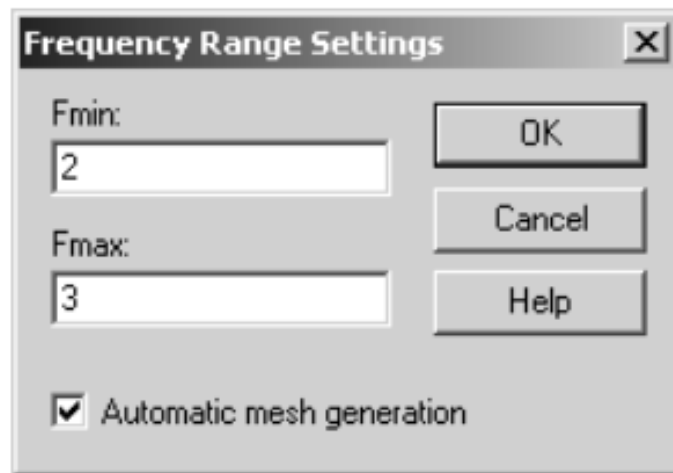 Frequency Range Settings
Fmin:
2
OK
Cancel
Fmax:
3
Help
Automatic mesh generation